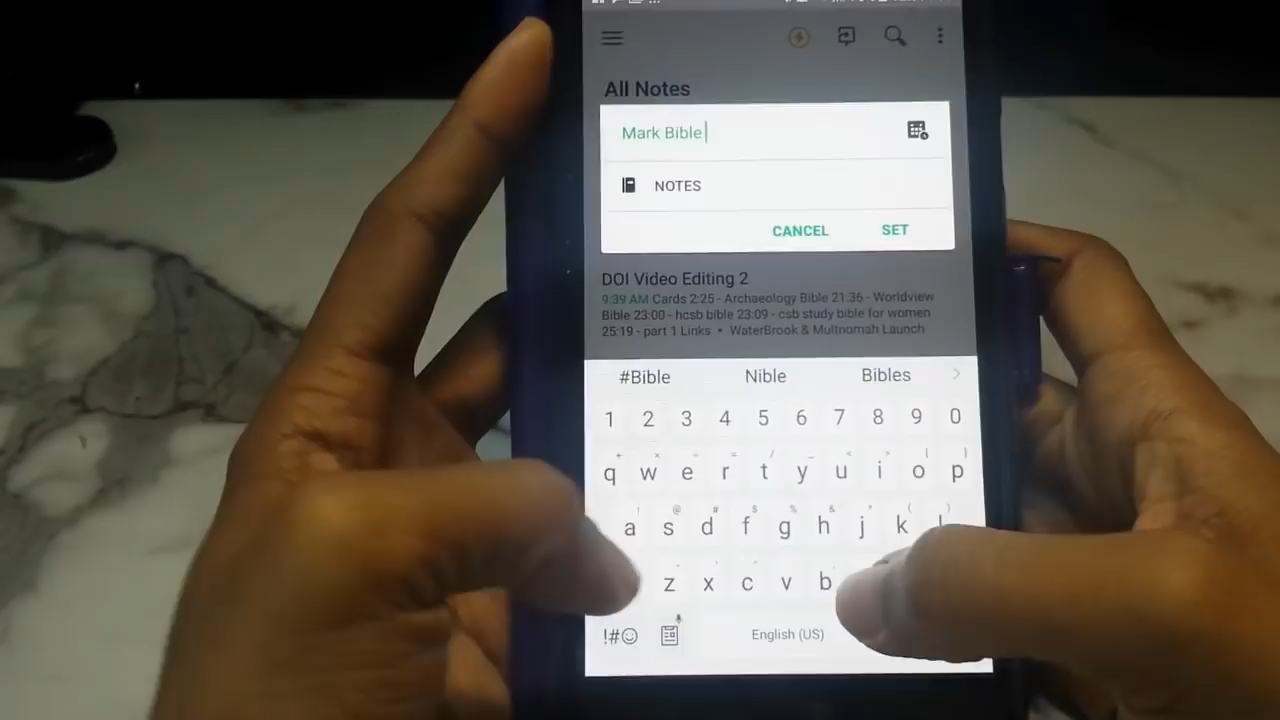 All Notes
Mark Bible
NOTES
CANCEL SET
DOI Video Editing 2
9:39 AM Cards 2:25 - Archaeology Bible 21:36 - Worldview
Bible 23:00 - hcsb bible 23:09 - csb study bible for women
25:19 - part 1 Links • WaterBrook & Multnomah Launch
#Bible Nible Bibles
1 2 3 4 5 6 7 8 9 0
q w e r t y u i o p
a s d f g h j k l
z x c v b
!#☺ English (US)